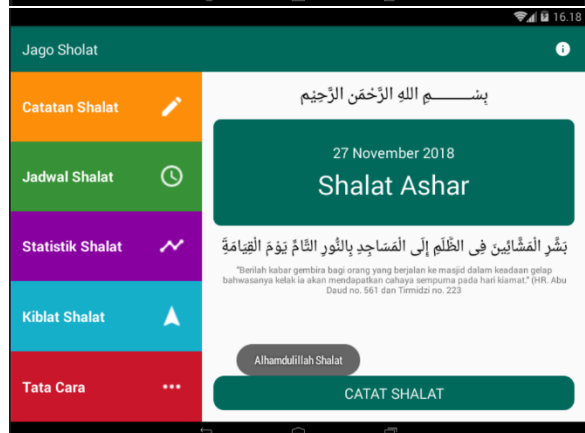 16.18
Jago Sholat
Catatan Shalat
Jadwal Shalat
Statistik Shalat
Kiblat Shalat
Tata Cara
بِسْــــــــمِ اللهِ الرَّحْمَن الرَّحِيْم
27 November 2018
Shalat Ashar
بَشِّرِ الْمَشَّائِينَ فِى الظُّلَمِ إِلَى الْمَسَاجِدِ بِالنُّورِ التَّامِّ يَوْمَ الْقِيَامَةِ
"Berilah kabar gembira bagi orang yang berjalan ke masjid dalam keadaan gelap
bahwasanya kelak ia akan mendapatkan cahaya sempurna pada hari kiamat." (HR. Abu
Daud no. 561 dan Tirmidzi no. 223
Alhamdulillah Shalat
CATAT SHALAT